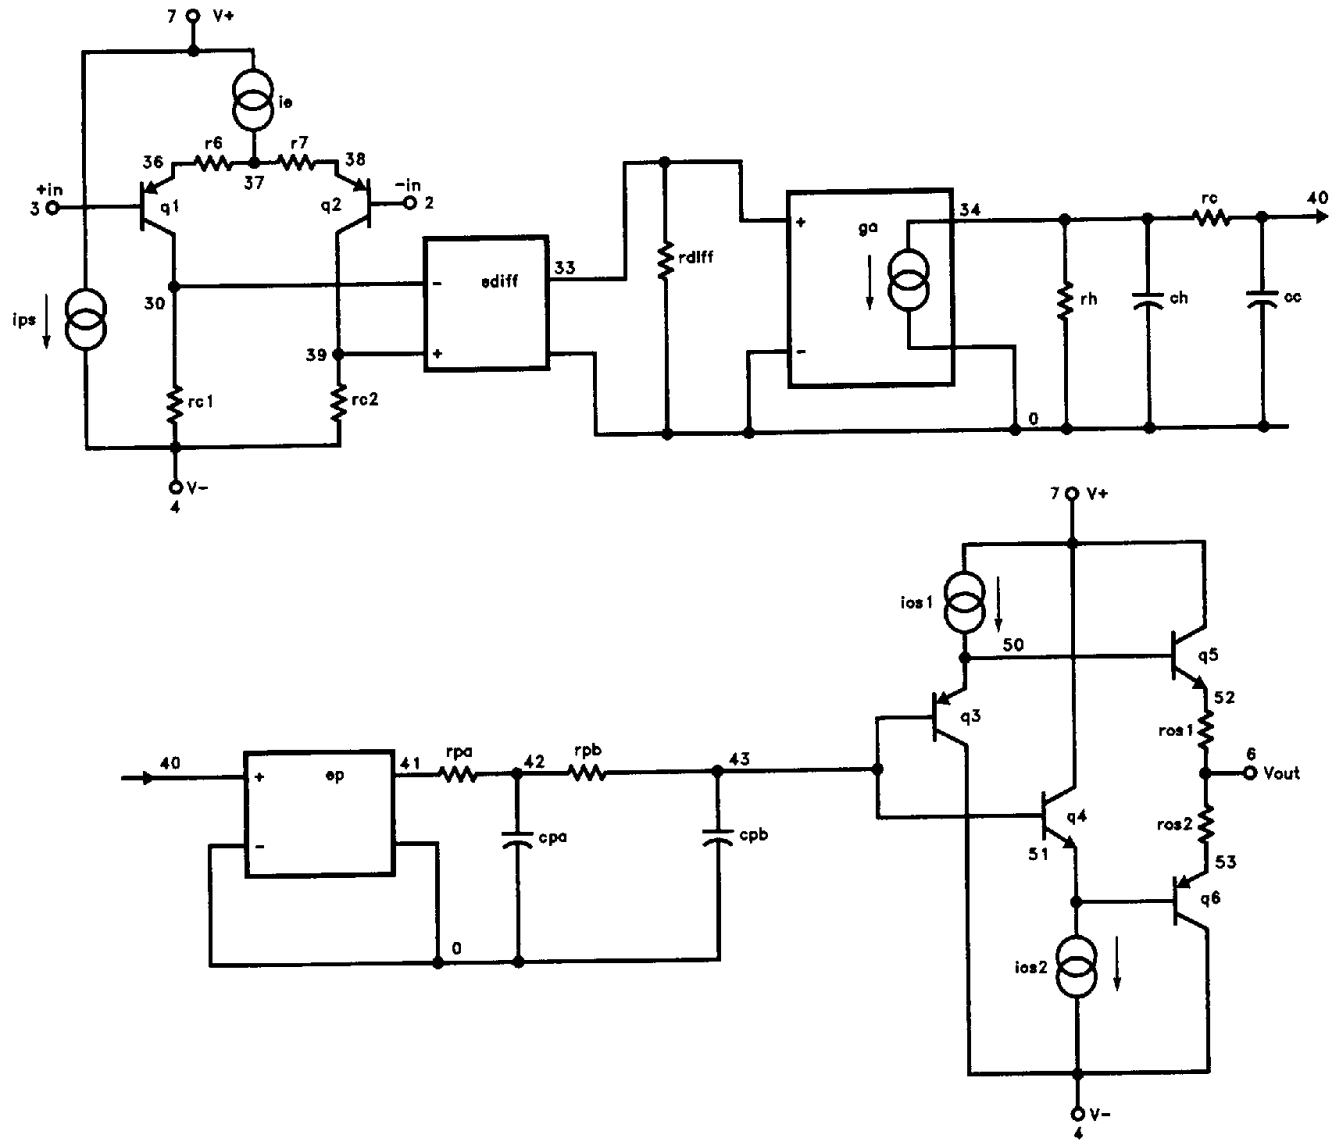 7 V+
ie
r6 r7
36 37 38
+in
3
q1
q2
-in
2
30
ips
39
rc1
rc2
V-
4
-
+
ediff
33
rdiff
+
-
ga
34
rc
40
rh
ch
cc
0
7 V+
ios1
50
q5
52
ros1
q3
6
Vout
q4
ros2
51
53
q6
ios2
V-
4
40
+
-
ep
41
rpa
42
rpb
43
cpa
cpb
0